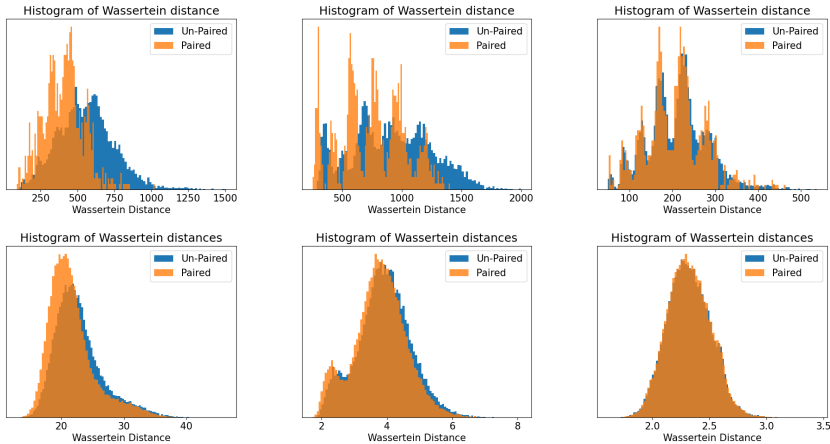 Histogram of Wassertein distance
Un-Paired
Paired
250 500 750 1000 1250 1500
Wassertein Distance
Histogram of Wassertein distance
Un-Paired
Paired
500 1000 1500 2000
Wassertein Distance
Histogram of Wassertein distance
Un-Paired
Paired
100 200 300 400 500
Wassertein Distance
Histogram of Wassertein distances
Un-Paired
Paired
20 30 40
Wassertein Distance
Histogram of Wassertein distances
Un-Paired
Paired
2 4 6 8
Wassertein Distance
Histogram of Wassertein distances
Un-Paired
Paired
2.0 2.5 3.0 3.5
Wassertein Distance